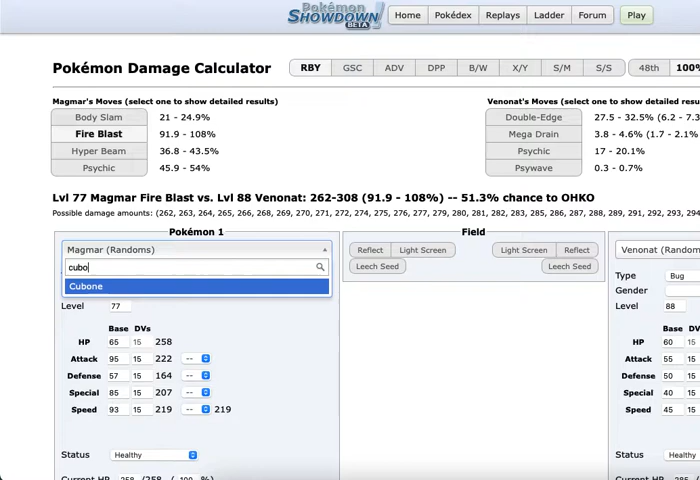 Pokémon
SHOWDOWN!
BETA
Home Pokédex Replays Ladder Forum Play
Pokémon Damage Calculator RBY GSC ADV DPP B/W X/Y S/M S/S 48th 100%
Magmar's Moves (select one to show detailed results)
Body Slam 21 - 24.9%
Fire Blast 91.9 - 108%
Hyper Beam 36.8 - 43.5%
Psychic 45.9 - 54%
Venonat's Moves (select one to show detailed resu
Double-Edge 27.5 - 32.5% (6.2 - 7.3
Mega Drain 3.8 - 4.6% (1.7 - 2.1%
Psychic 17 - 20.1%
Psywave 0.3 - 0.7%
Lvl 77 Magmar Fire Blast vs. Lvl 88 Venonat: 262-308 (91.9 - 108%) -- 51.3% chance to OHKO
Possible damage amounts: (262, 263, 264, 265, 266, 268, 269, 270, 271, 272, 274, 275, 276, 277, 279, 280, 281, 282, 283, 285, 286, 287, 288, 289, 291, 292, 293, 294
Pokémon 1
Magmar (Randoms)
cubo
Cubone
Level 77
Base DVs
HP 65 15 258
Attack 95 15 222 --
Defense 57 15 164 --
Special 85 15 207 --
Speed 93 15 219 -- 219
Status Healthy
Current HP 258 /258 ( 100 %)
Field
Reflect Light Screen Light Screen Reflect
Leech Seed Leech Seed
Venonat (Randoms)
Type Bug
Gender
Level 88
Base DVs
HP 60 15
Attack 55 15
Defense 50 15
Special 40 15
Speed 45 15
Status Healthy